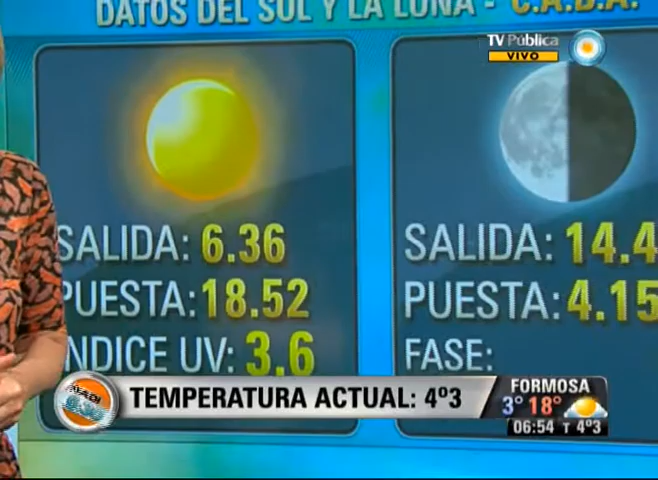 DATOS DEL SOL Y LA LUNA - C.A.B.A.
TV Pública
VIVO
SALIDA: 6.36
PUESTA: 18.52
ÍNDICE UV: 3.6
SALIDA: 14.4
PUESTA: 4.15
FASE:
TEMPERATURA ACTUAL: 4º3
FORMOSA
3° 18°
06:54 T 4º3